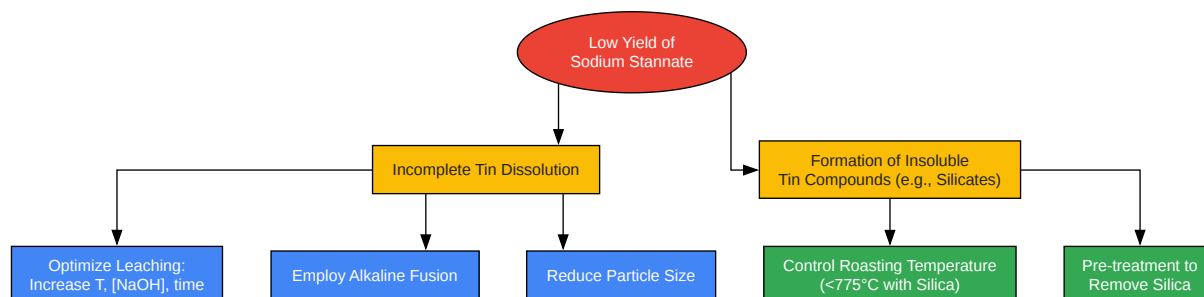 Low Yield of
Sodium Stannate
Incomplete Tin Dissolution
Formation of Insoluble
Tin Compounds (e.g., Silicates)
Optimize Leaching:
Increase T, [NaOH], time
Employ Alkaline Fusion
Reduce Particle Size
Control Roasting Temperature
(<775°C with Silica)
Pre-treatment to
Remove Silica